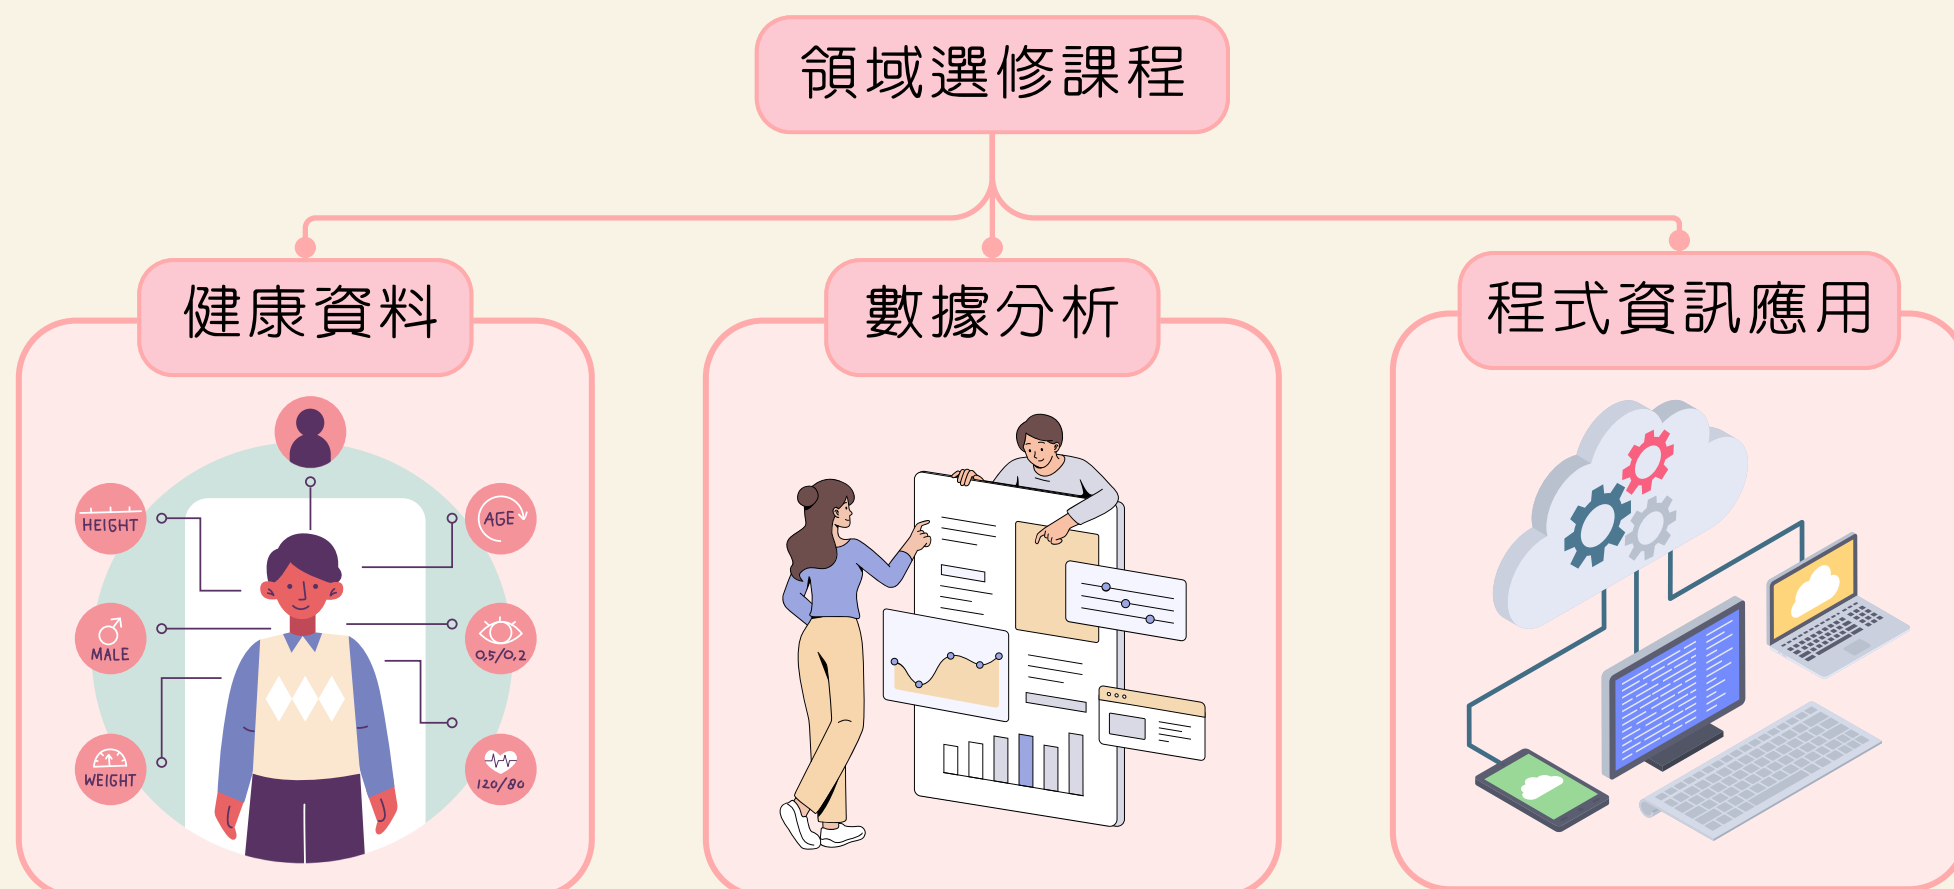 領域選修課程
健康資料
數據分析
程式資訊應用
HEIGHT
AGE
MALE
0,5/0,2
WEIGHT
120/80